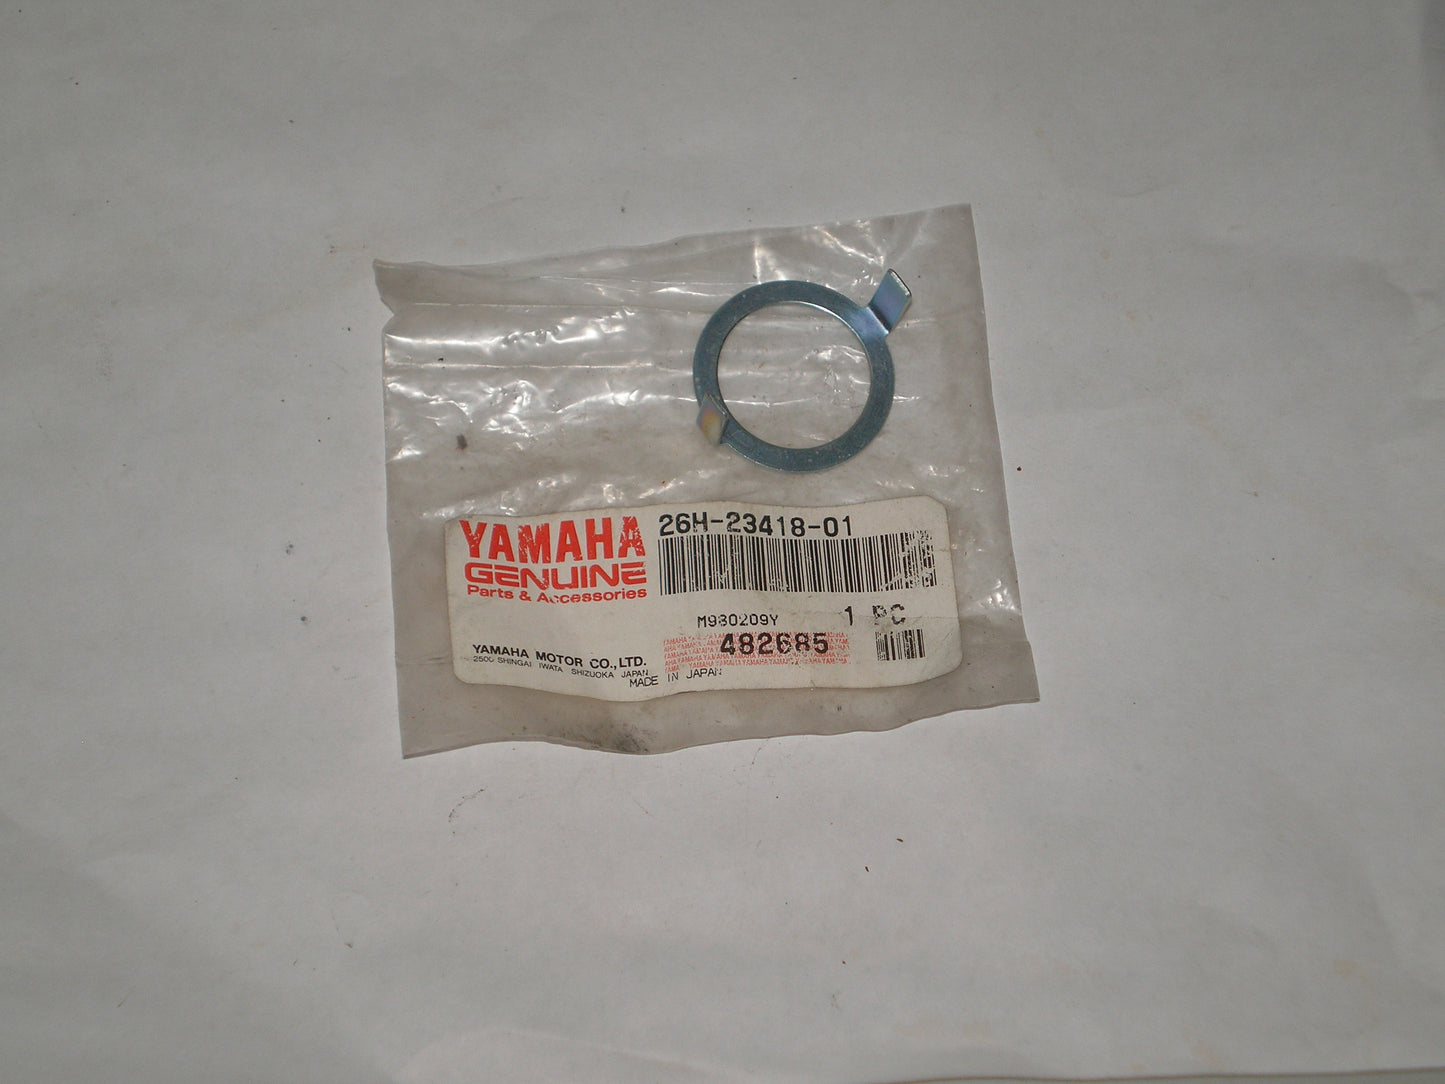 YAMAHA
GENUINE
Parts & Accessories
26H-23418-01
M980209Y
1 PC
482685
YAMAHA MOTOR CO., LTD.
2500 SHINGAI IWATA SHIZUOKA JAPAN
MADE IN JAPAN